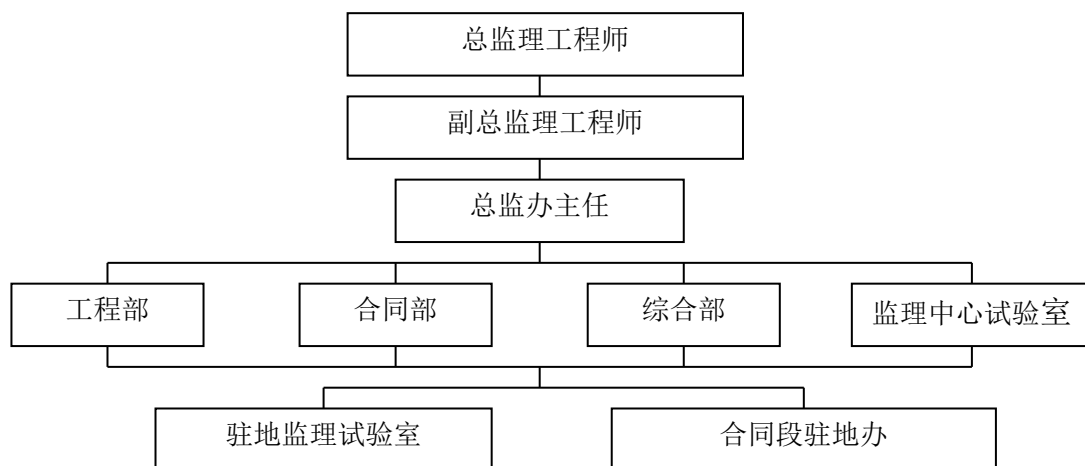 总监理工程师
副总监理工程师
总监办主任
工程部
合同部
综合部
监理中心试验室
驻地监理试验室
合同段驻地办